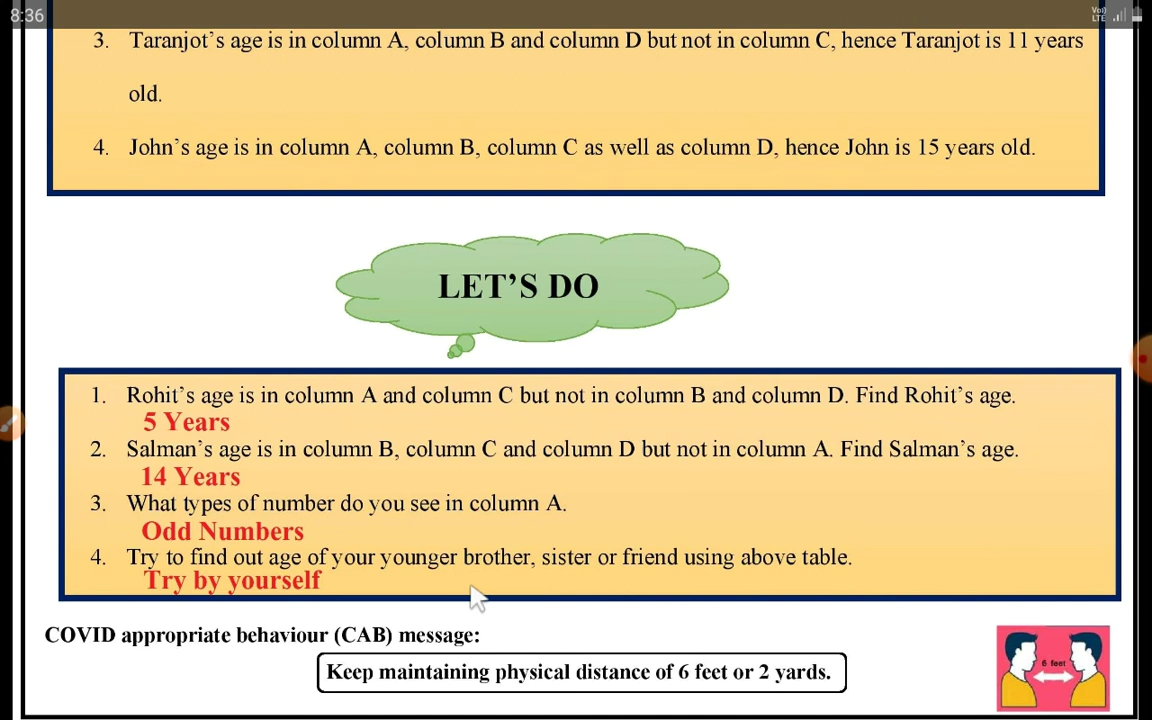 8:36
Vo) LTE
3. Taranjot's age is in column A, column B and column D but not in column C, hence Taranjot is 11 years
old.
4. John's age is in column A, column B, column C as well as column D, hence John is 15 years old.
LET'S DO
1. Rohit's age is in column A and column C but not in column B and column D. Find Rohit's age.
5 Years
2. Salman's age is in column B, column C and column D but not in column A. Find Salman's age.
14 Years
3. What types of number do you see in column A.
Odd Numbers
4. Try to find out age of your younger brother, sister or friend using above table.
Try by yourself
COVID appropriate behaviour (CAB) message:
6 feet
Keep maintaining physical distance of 6 feet or 2 yards.